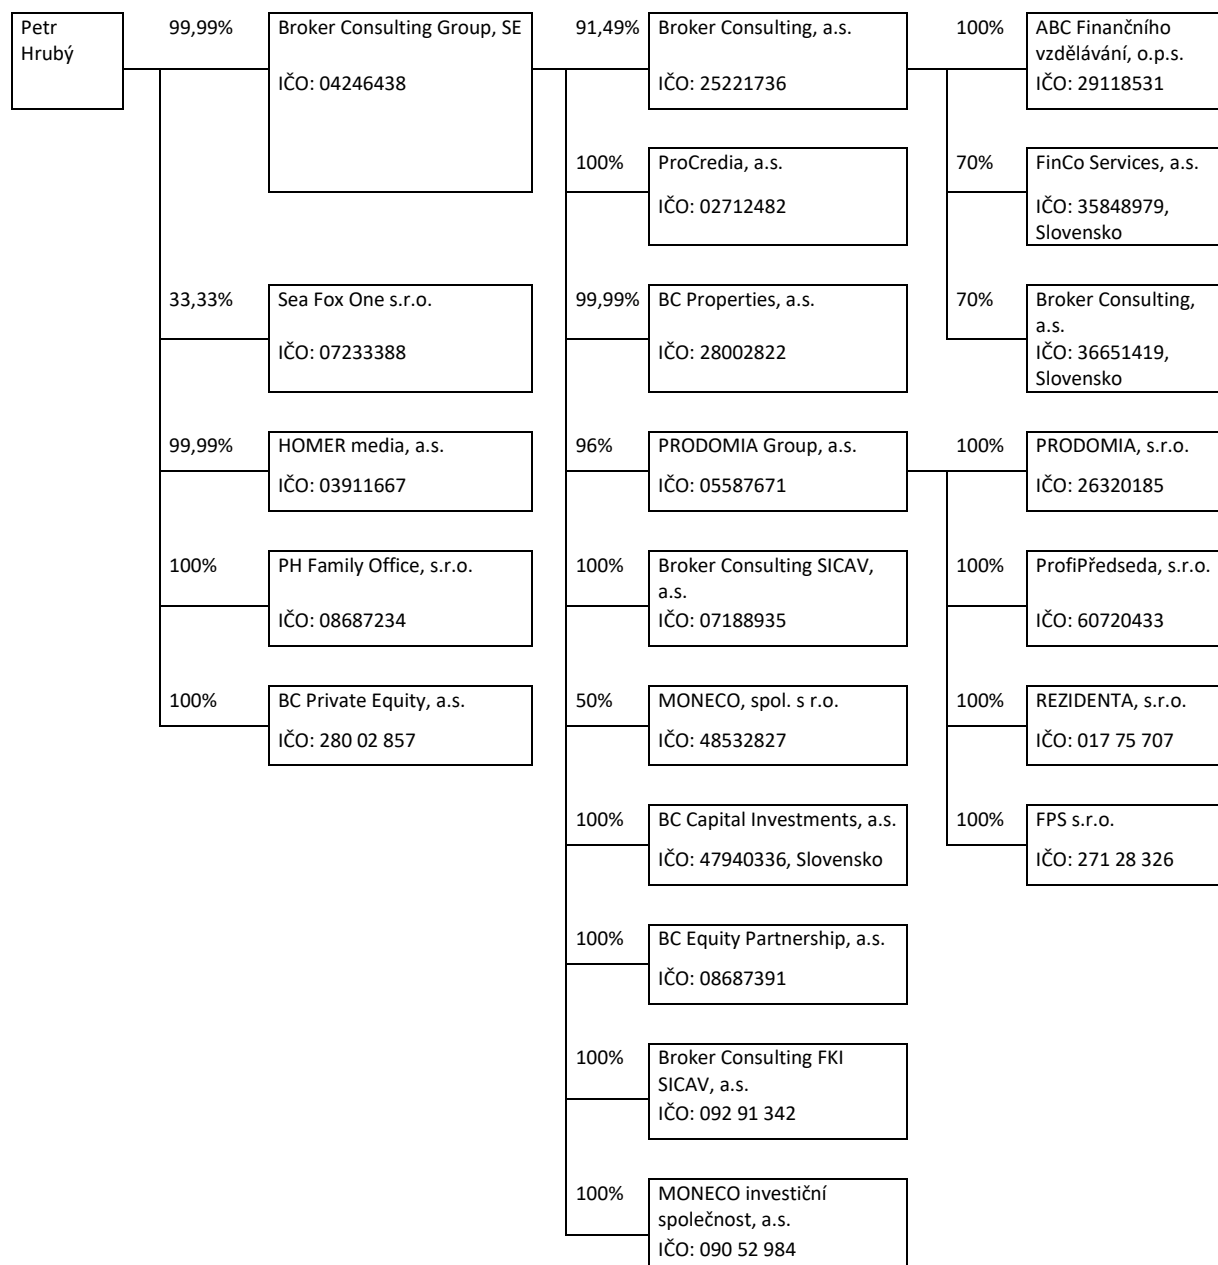 Petr
Hrubý
99,99%
Broker Consulting Group, SE
IČO: 04246438
91,49%
Broker Consulting, a.s.
IČO: 25221736
100%
ABC Finančního
vzdělávání, o.p.s.
IČO: 29118531
100%
ProCredia, a.s.
IČO: 02712482
70%
FinCo Services, a.s.
IČO: 35848979,
Slovensko
33,33%
Sea Fox One s.r.o.
IČO: 07233388
99,99%
BC Properties, a.s.
IČO: 28002822
70%
Broker Consulting,
a.s.
IČO: 36651419,
Slovensko
99,99%
HOMER media, a.s.
IČO: 03911667
96%
PRODOMIA Group, a.s.
IČO: 05587671
100%
PRODOMIA, s.r.o.
IČO: 26320185
100%
PH Family Office, s.r.o.
IČO: 08687234
100%
Broker Consulting SICAV,
a.s.
IČO: 07188935
100%
ProfiPředseda, s.r.o.
IČO: 60720433
100%
BC Private Equity, a.s.
IČO: 280 02 857
50%
MONECO, spol. s r.o.
IČO: 48532827
100%
REZIDENTA, s.r.o.
IČO: 017 75 707
100%
BC Capital Investments, a.s.
IČO: 47940336, Slovensko
100%
FPS s.r.o.
IČO: 271 28 326
100%
BC Equity Partnership, a.s.
IČO: 08687391
100%
Broker Consulting FKI
SICAV, a.s.
IČO: 092 91 342
100%
MONECO investiční
společnost, a.s.
IČO: 090 52 984